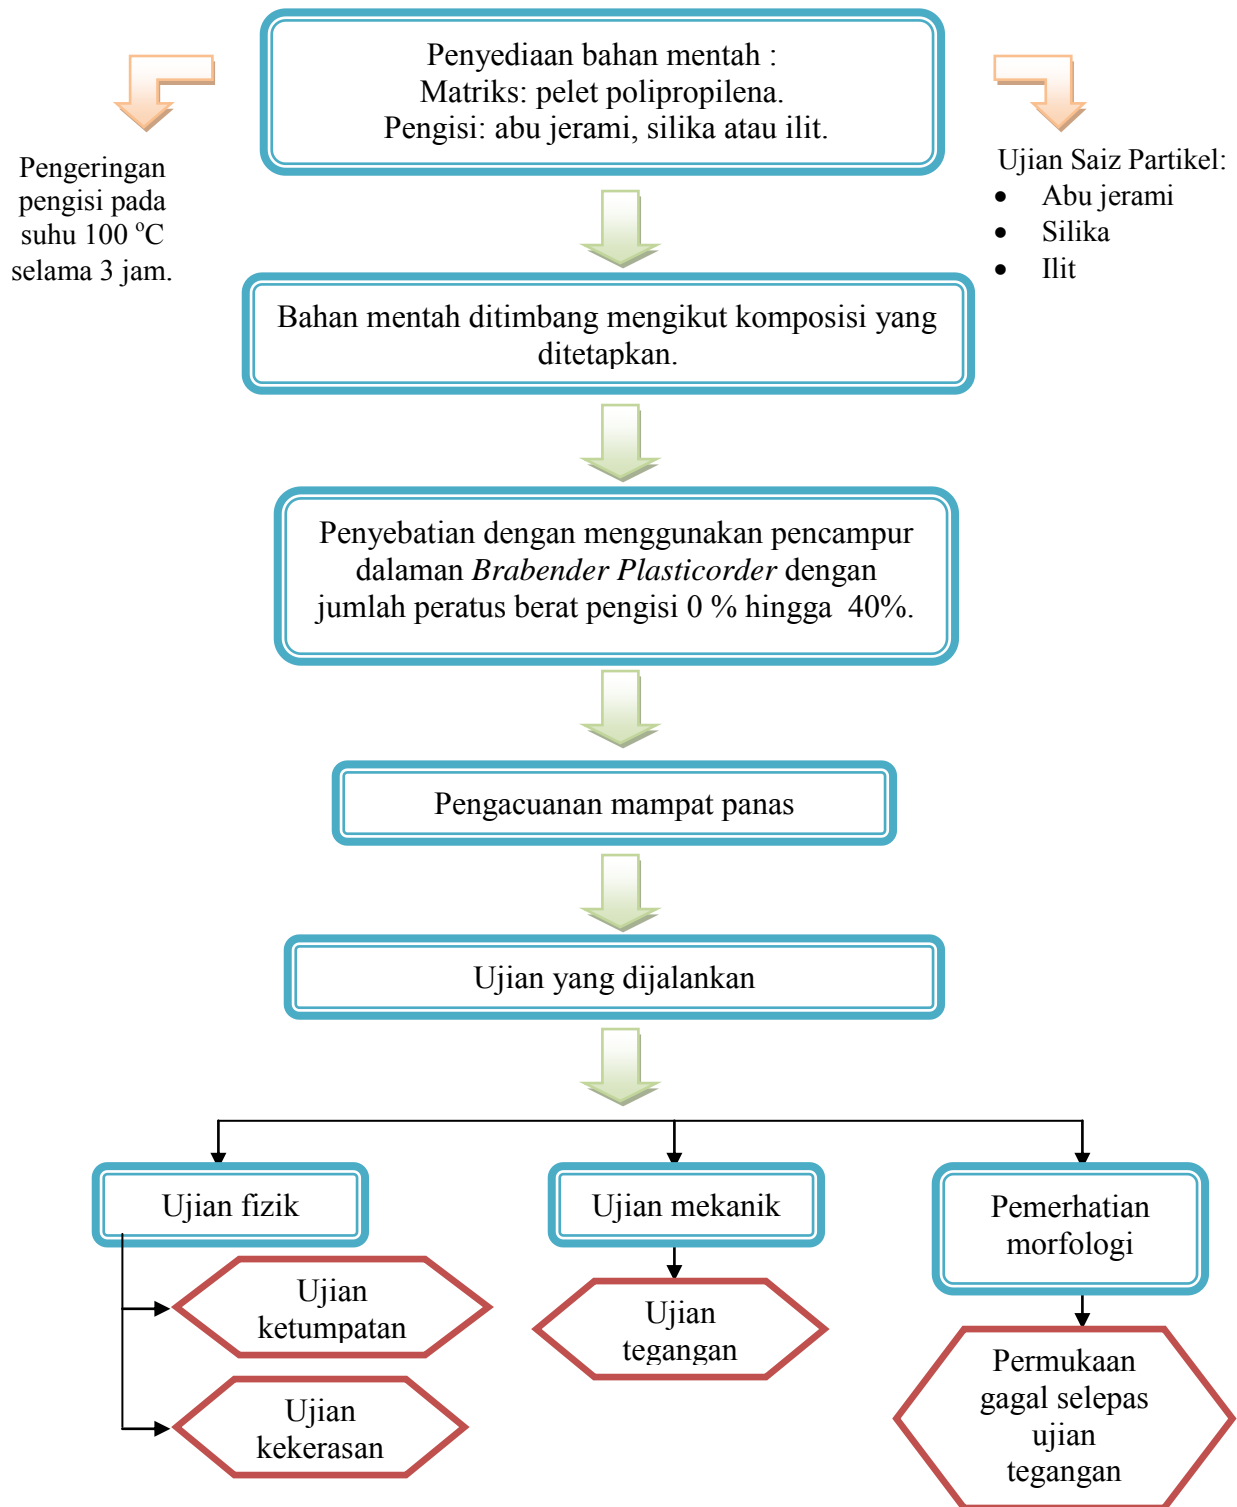 Penyediaan bahan mentah :
Matriks: pelet polipropilena.
Pengisi: abu jerami, silika atau ilit.
Pengeringan
pengisi pada
suhu 100 °C
selama 3 jam.
Ujian Saiz Partikel:
• Abu jerami
• Silika
• Ilit
Bahan mentah ditimbang mengikut komposisi yang
ditetapkan.
Penyebatian dengan menggunakan pencampur
dalaman Brabender Plasticorder dengan
jumlah peratus berat pengisi 0 % hingga 40%.
Pengacuanan mampat panas
Ujian yang dijalankan
Ujian fizik
Ujian
ketumpatan
Ujian
kekerasan
Ujian mekanik
Ujian
tegangan
Pemerhatian
morfologi
Permukaan
gagal selepas
ujian
tegangan